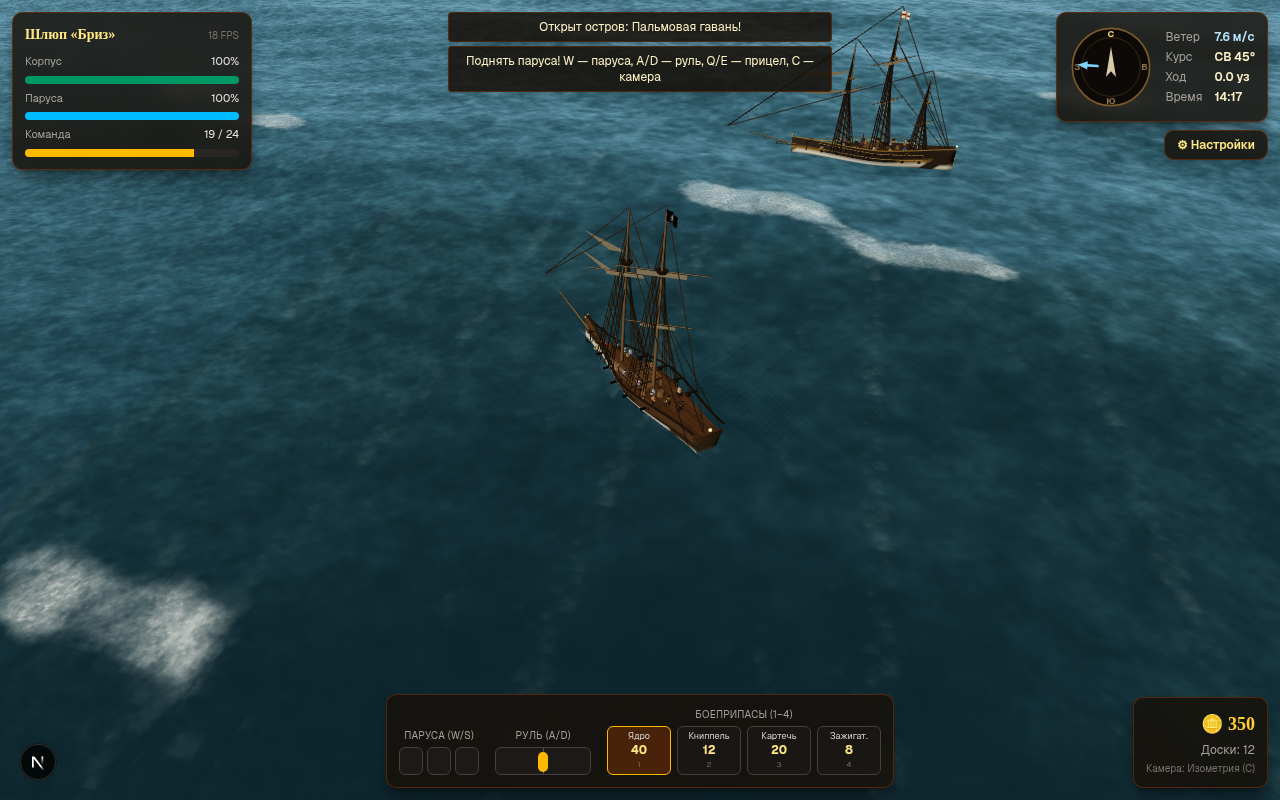 Шлюп «Бриз»
18 FPS
Корпус
100%
Паруса
100%
Команда
19 / 24
Открыт остров: Пальмовая гавань!
Поднять паруса! W — паруса, A/D — руль, Q/E — прицел, C —
камера
С
З
В
Ю
Ветер
7.6 м/с
Курс
СВ 45°
Ход
0.0 уз
Время
14:17
⚙ Настройки
ПАРУСА (W/S)
РУЛЬ (A/D)
БОЕПРИПАСЫ (1–4)
Ядро
40
1
Книппель
12
2
Картечь
20
3
Зажигат.
8
4
350
Доски: 12
Камера: Изометрия (C)
N